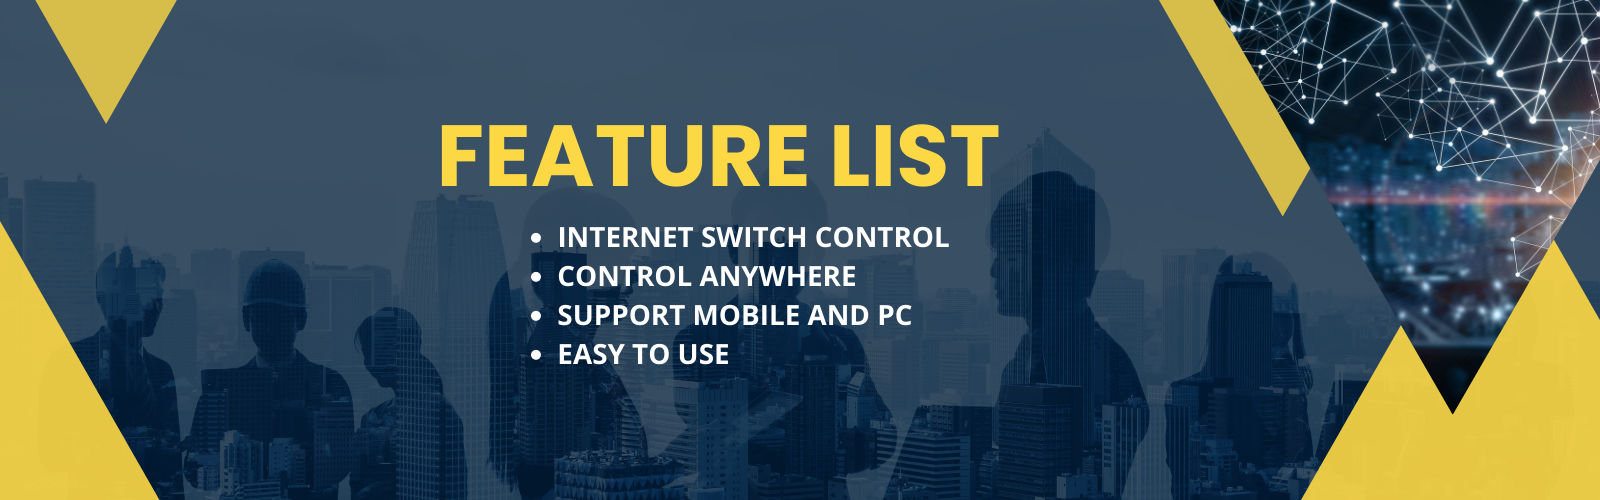 FEATURE LIST
• INTERNET SWITCH CONTROL
• CONTROL ANYWHERE
• SUPPORT MOBILE AND PC
• EASY TO USE